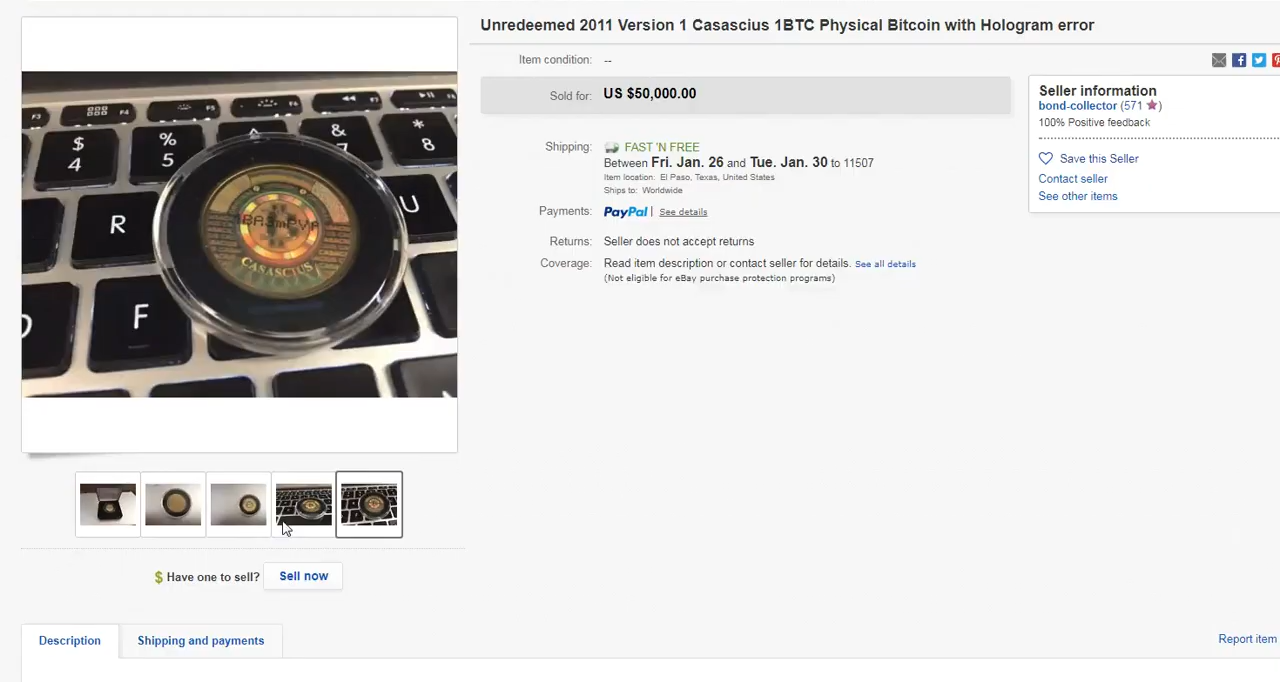 Unredeemed 2011 Version 1 Casascius 1BTC Physical Bitcoin with Hologram error
Item condition: --
Sold for: US $50,000.00
Shipping: FAST 'N FREE
Between Fri. Jan. 26 and Tue. Jan. 30 to 11507
Item location: El Paso, Texas, United States
Ships to: Worldwide
Payments: PayPal | See details
Returns: Seller does not accept returns
Coverage: Read item description or contact seller for details. See all details
(Not eligible for eBay purchase protection programs)
Seller information
bond-collector (571 ★)
100% Positive feedback
Save this Seller
Contact seller
See other items
F3 F4 F5 F6 F7
$ % ^ & *
4 5 7 8
R U
F
CASASCIUS
$ Have one to sell? Sell now
Description Shipping and payments
Report item